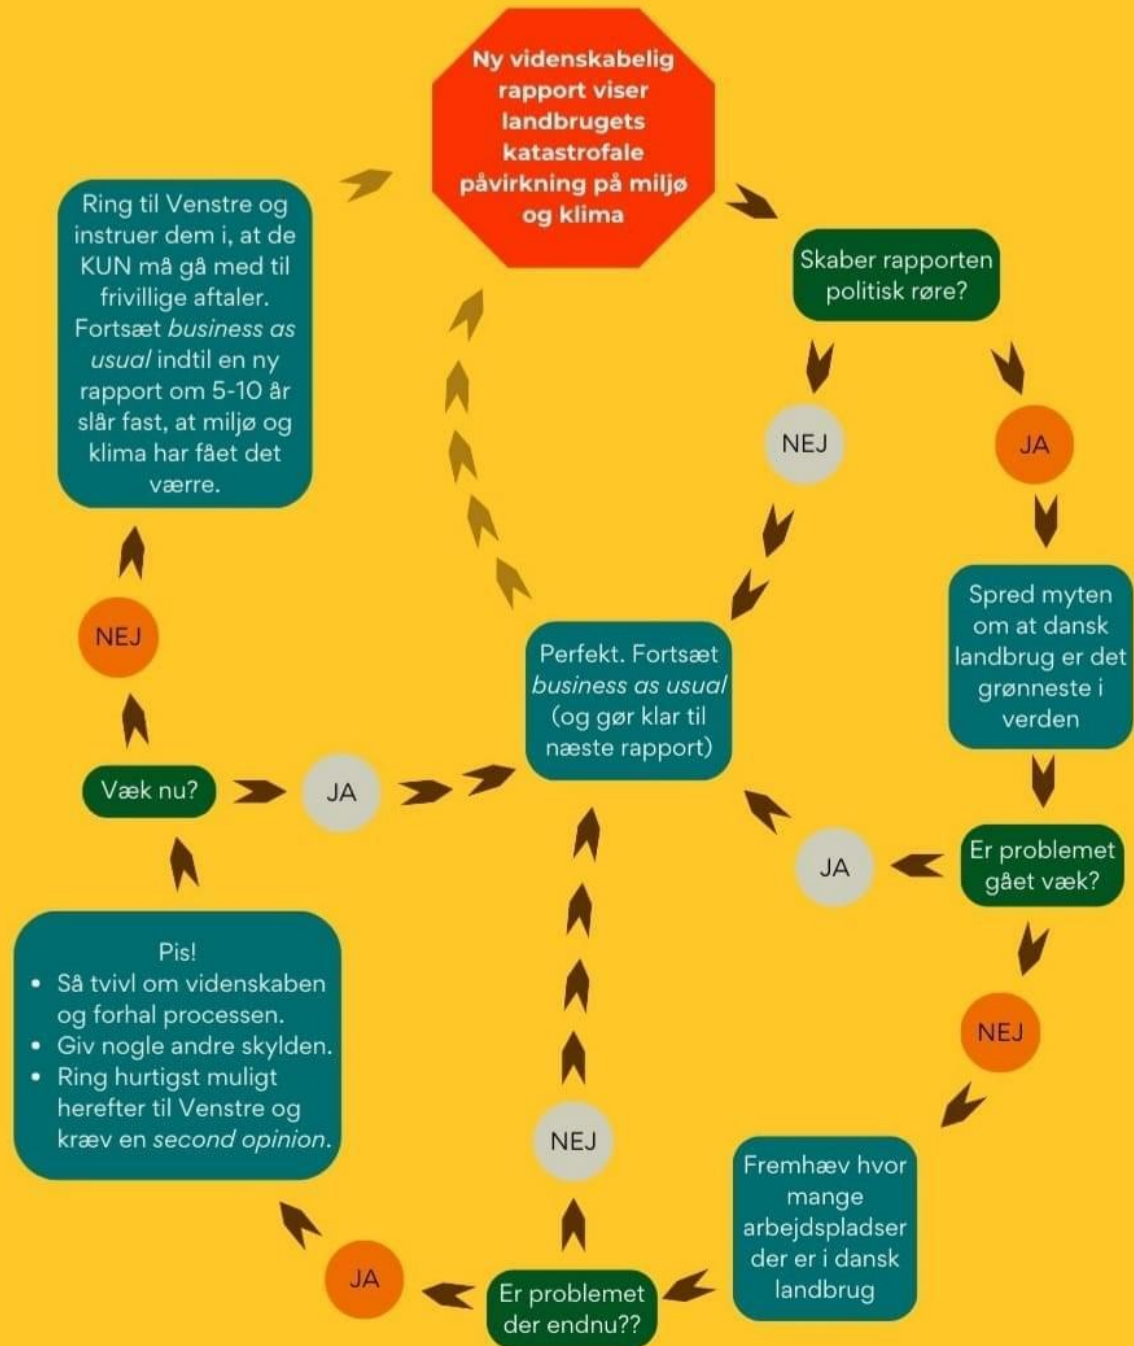 Ny videnskabelig
rapport viser
landbrugets
katastrofale
påvirkning på miljø
og klima
Skaber rapporten
politisk røre?
NEJ
JA
Spred myten
om at dansk
landbrug er det
grønneste i
verden
Er problemet
gået væk?
JA
NEJ
Fremhæv hvor
mange
arbejdspladser
der er i dansk
landbrug
Er problemet
der endnu??
NEJ
JA
Pis!
• Så tvivl om videnskaben
og forhal processen.
• Giv nogle andre skylden.
• Ring hurtigst muligt
herefter til Venstre og
kræv en second opinion.
Væk nu?
JA
NEJ
Ring til Venstre og
instruer dem i, at de
KUN må gå med til
frivillige aftaler.
Fortsæt business as
usual indtil en ny
rapport om 5-10 år
slår fast, at miljø og
klima har fået det
værre.
Perfekt. Fortsæt
business as usual
(og gør klar til
næste rapport)